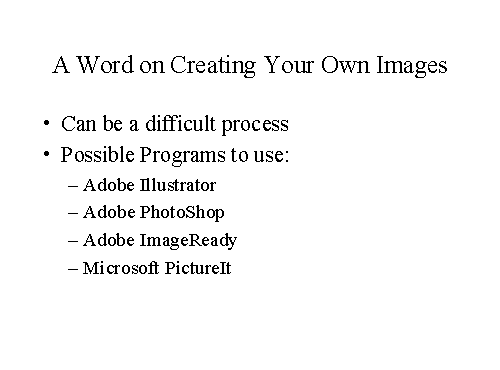 A Word on Creating Your Own Images
• Can be a difficult process
• Possible Programs to use:
– Adobe Illustrator
– Adobe PhotoShop
– Adobe ImageReady
– Microsoft PictureIt